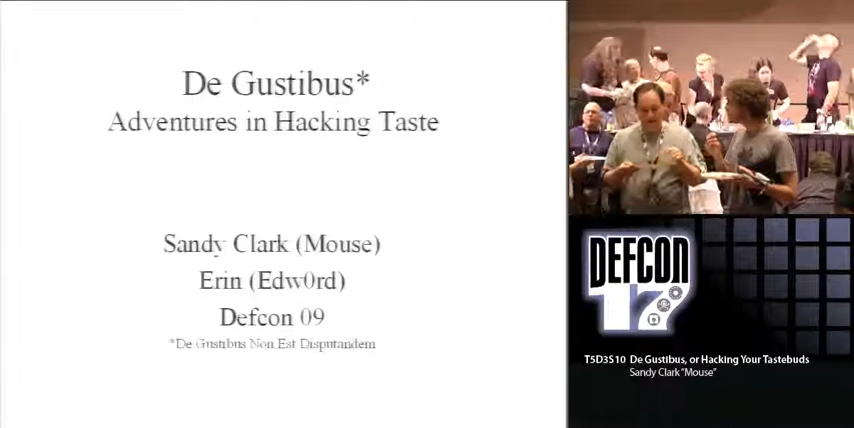 De Gustibus*
Adventures in Hacking Taste
Sandy Clark (Mouse)
Erin (Edw0rd)
Defcon 09
*De Gustibus Non Est Disputandem
DEFCON
17
T5D3S10 De Gustibus, or Hacking Your Tastebuds
Sandy Clark "Mouse"